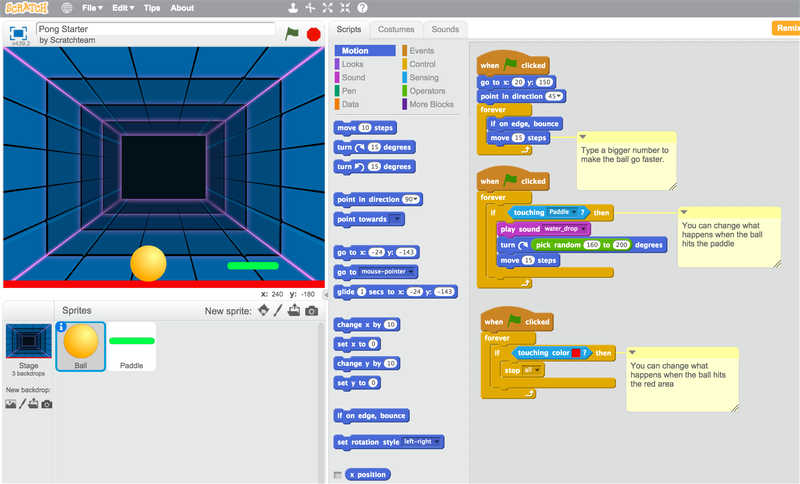 SCRATCH File Edit Tips About
Pong Starter
by Scratchteam
v439.2
Scripts Costumes Sounds
Remix
Motion Events
Looks Control
Sound Sensing
Pen Operators
Data More Blocks
move 10 steps
turn 15 degrees
turn 15 degrees
point in direction 90
point towards
go to x: -24 y: -143
go to mouse-pointer
glide 1 secs to x: -24 y: -143
change x by 10
set x to 0
change y by 10
set y to 0
if on edge, bounce
set rotation style left-right
x position
when clicked
go to x: 20 y: 150
point in direction 45
forever
if on edge, bounce
move 15 steps
Type a bigger number to
make the ball go faster.
when clicked
forever
if touching Paddle ? then
play sound water_drop
turn pick random 160 to 200 degrees
move 15 steps
You can change what
happens when the ball
hits the paddle
when clicked
forever
if touching color ? then
stop all
You can change what
happens when the ball hits
the red area
x: 240 y: -180
Sprites New sprite:
Stage
3 backdrops
New backdrop:
Ball
Paddle